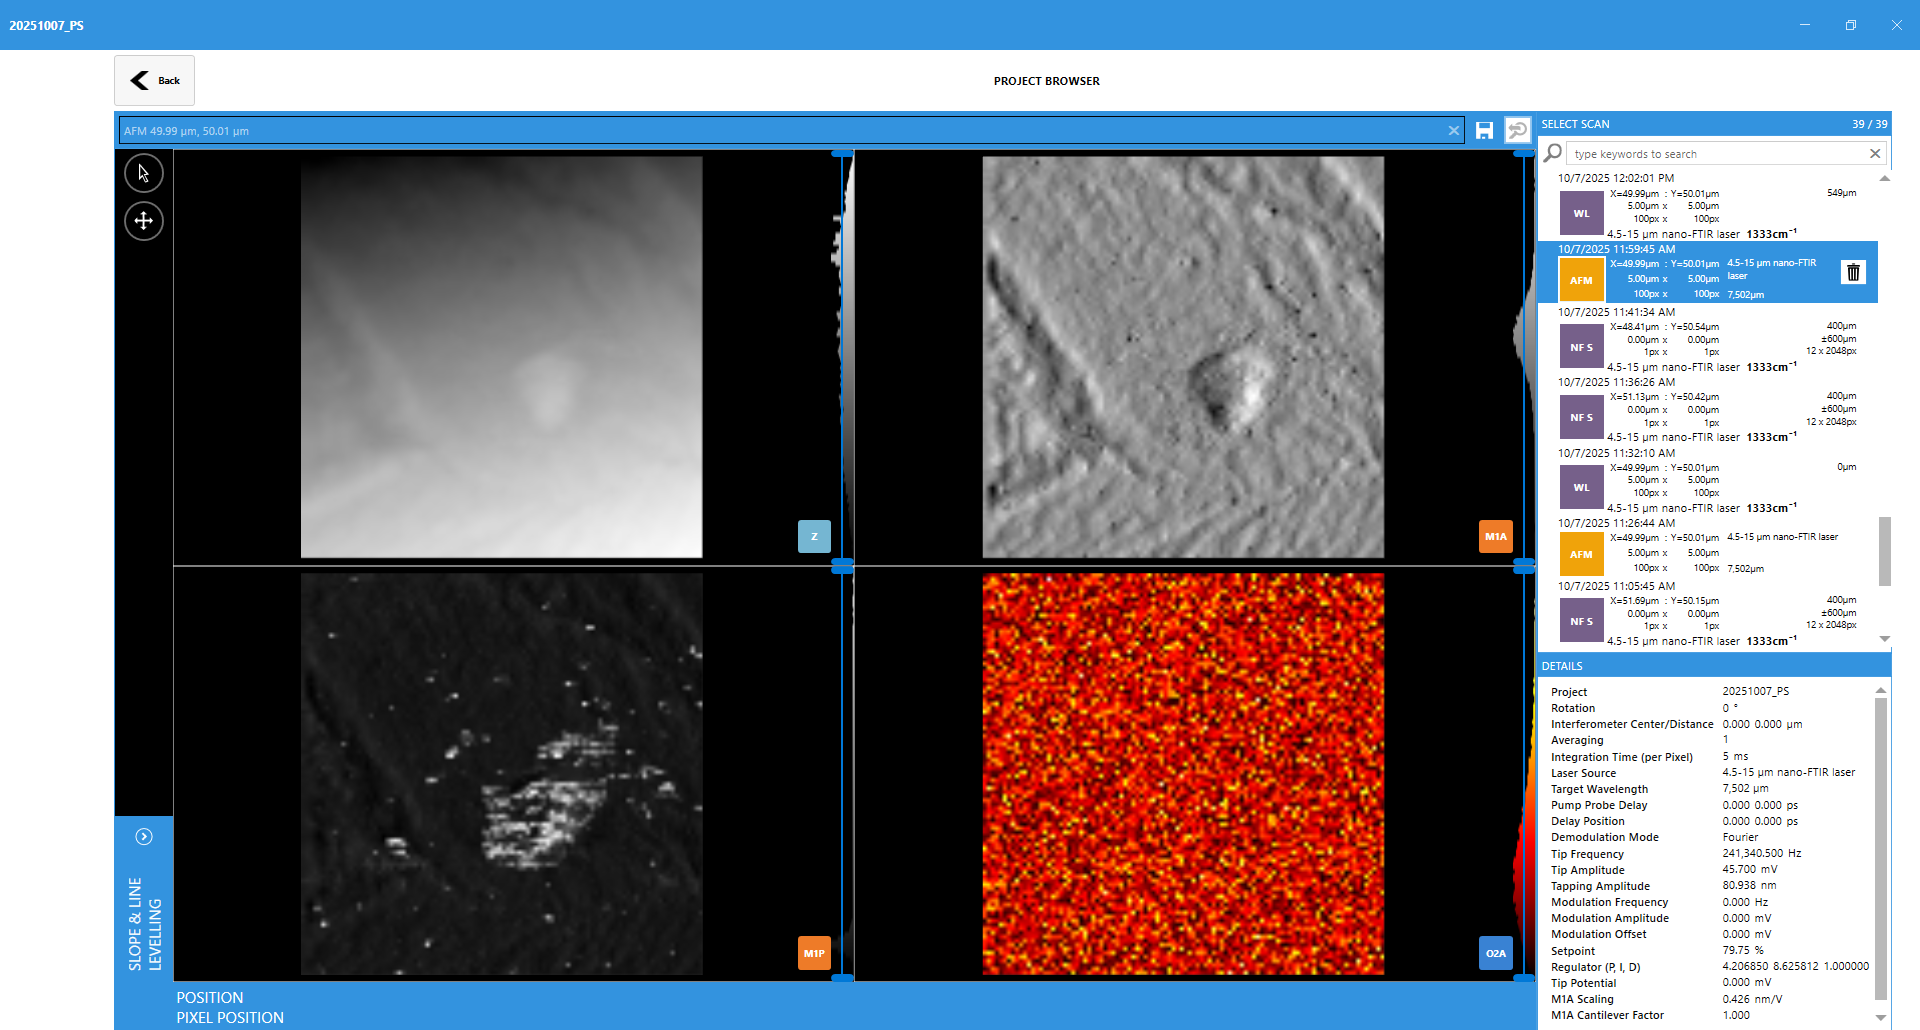 20251007_PS
Back
PROJECT BROWSER
AFM 49.99 µm, 50.01 µm
SELECT SCAN 39 / 39
type keywords to search
10/7/2025 12:02:01 PM
WL
X=49.99µm : Y=50.01µm 549µm
5.00µm x 5.00µm
100px x 100px
4.5-15 µm nano-FTIR laser 1333cm⁻¹
10/7/2025 11:59:45 AM
AFM
X=49.99µm : Y=50.01µm 4.5-15 µm nano-FTIR laser
5.00µm x 5.00µm
100px x 100px 7,502µm
10/7/2025 11:41:34 AM
NF S
X=48.41µm : Y=50.54µm 400µm
0.00µm x 0.00µm ±600µm
1px x 1px 12 x 2048px
4.5-15 µm nano-FTIR laser 1333cm⁻¹
10/7/2025 11:36:26 AM
NF S
X=51.13µm : Y=50.42µm 400µm
0.00µm x 0.00µm ±600µm
1px x 1px 12 x 2048px
4.5-15 µm nano-FTIR laser 1333cm⁻¹
10/7/2025 11:32:10 AM
WL
X=49.99µm : Y=50.01µm 0µm
5.00µm x 5.00µm
100px x 100px
4.5-15 µm nano-FTIR laser 1333cm⁻¹
10/7/2025 11:26:44 AM
AFM
X=49.99µm : Y=50.01µm 4.5-15 µm nano-FTIR laser
5.00µm x 5.00µm
100px x 100px 7,502µm
10/7/2025 11:05:45 AM
NF S
X=51.69µm : Y=50.15µm 400µm
0.00µm x 0.00µm ±600µm
1px x 1px 12 x 2048px
4.5-15 µm nano-FTIR laser 1333cm⁻¹
Z
M1A
M1P
O2A
SLOPE & LINE
LEVELLING
POSITION
PIXEL POSITION
DETAILS
Project 20251007_PS
Rotation 0 °
Interferometer Center/Distance 0.000 0.000 µm
Averaging 1
Integration Time (per Pixel) 5 ms
Laser Source 4.5-15 µm nano-FTIR laser
Target Wavelength 7,502 µm
Pump Probe Delay 0.000 0.000 ps
Delay Position 0.000 0.000 ps
Demodulation Mode Fourier
Tip Frequency 241,340.500 Hz
Tip Amplitude 45.700 mV
Tapping Amplitude 80.938 nm
Modulation Frequency 0.000 Hz
Modulation Amplitude 0.000 mV
Modulation Offset 0.000 mV
Setpoint 79.75 %
Regulator (P, I, D) 4.206850 8.625812 1.000000
Tip Potential 0.000 mV
M1A Scaling 0.426 nm/V
M1A Cantilever Factor 1.000